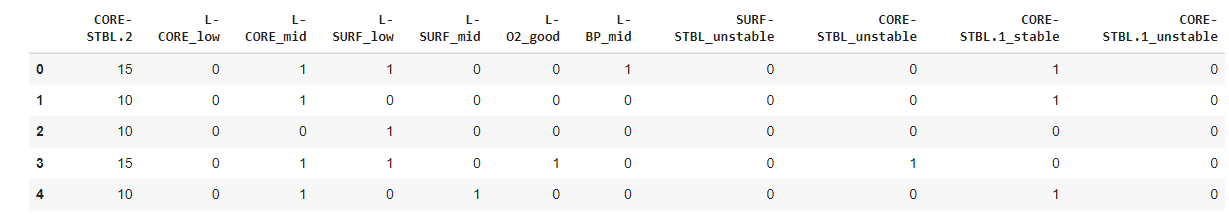 CORE- L- L- L- L- L- L- SURF- CORE- CORE- CORE-
STBL.2 CORE_low CORE_mid SURF_low SURF_mid O2_good BP_mid STBL_unstable STBL_unstable STBL.1_stable STBL.1_unstable
0 15 0 1 1 0 0 1 0 0 1 0
1 10 0 1 0 0 0 0 0 0 1 0
2 10 0 0 1 0 0 0 0 0 0 0
3 15 0 1 1 0 1 0 0 1 0 0
4 10 0 1 0 1 0 0 0 0 1 0